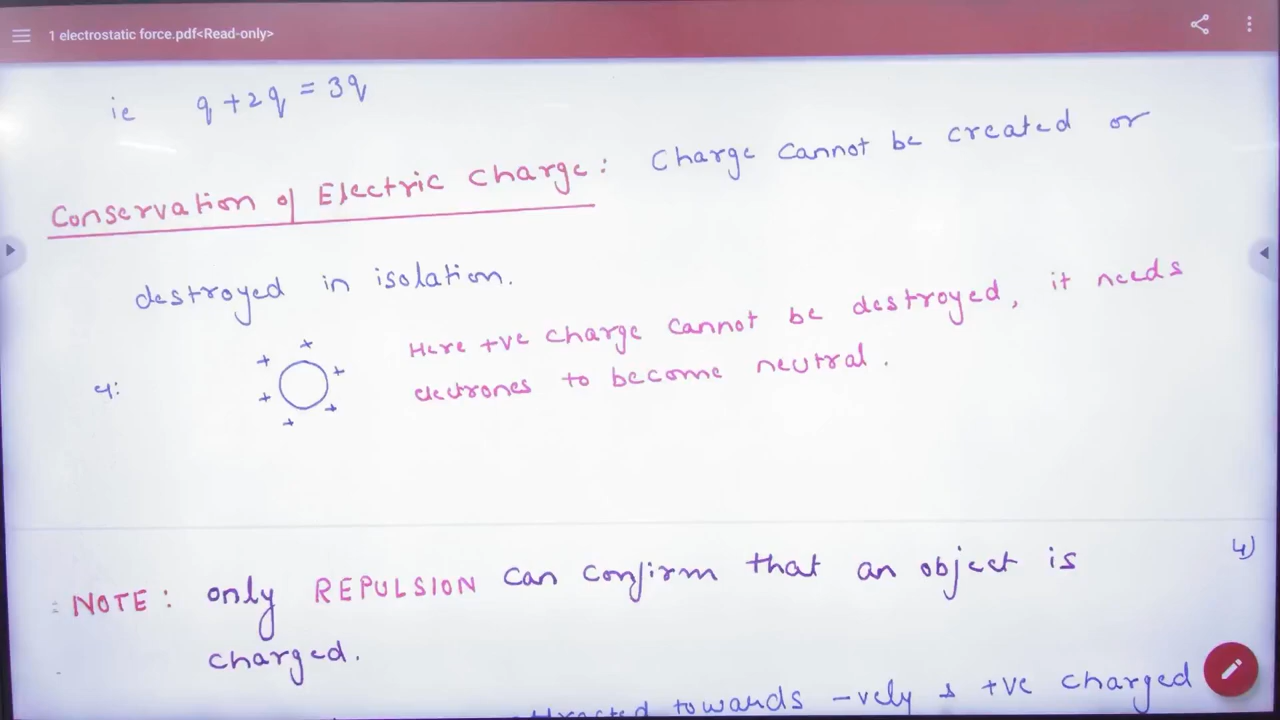 1 electrostatic force.pdf<Read-only>
ie q + 2q = 3q
Conservation of Electric charge : Charge cannot be created or
destroyed in isolation.
Here +ve charge cannot be destroyed, it needs
electrones to become neutral.
4)
NOTE : only REPULSION can confirm that an object is
charged.
towards -vely & +ve charged